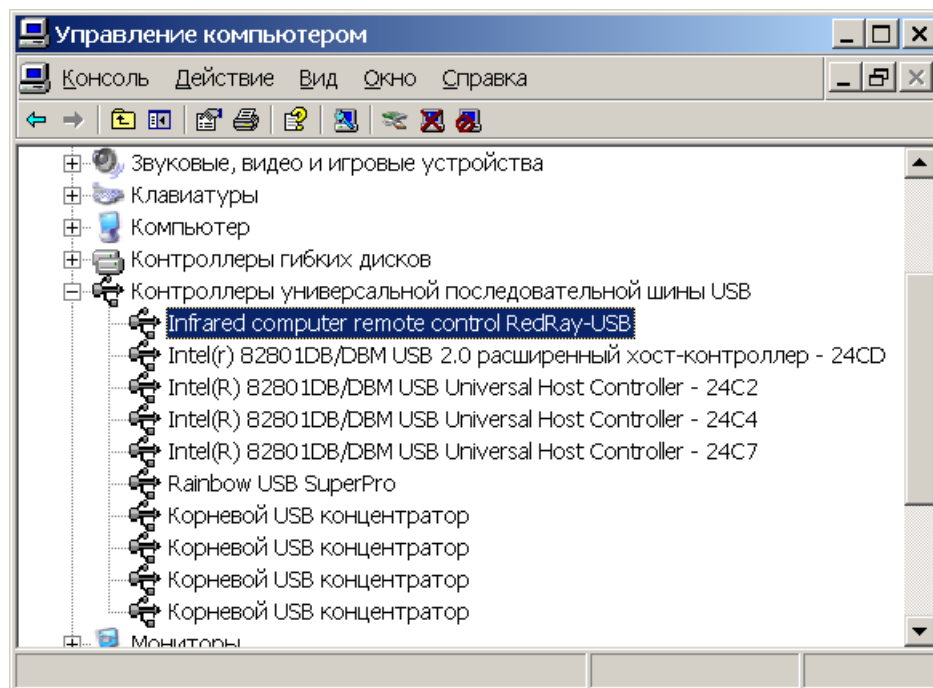 Управление компьютером
Консоль Действие Вид Окно Справка
Звуковые, видео и игровые устройства
Клавиатуры
Компьютер
Контроллеры гибких дисков
Контроллеры универсальной последовательной шины USB
Infrared computer remote control RedRay-USB
Intel(r) 82801DB/DBM USB 2.0 расширенный хост-контроллер - 24CD
Intel(R) 82801DB/DBM USB Universal Host Controller - 24C2
Intel(R) 82801DB/DBM USB Universal Host Controller - 24C4
Intel(R) 82801DB/DBM USB Universal Host Controller - 24C7
Rainbow USB SuperPro
Корневой USB концентратор
Корневой USB концентратор
Корневой USB концентратор
Корневой USB концентратор
Мониторы